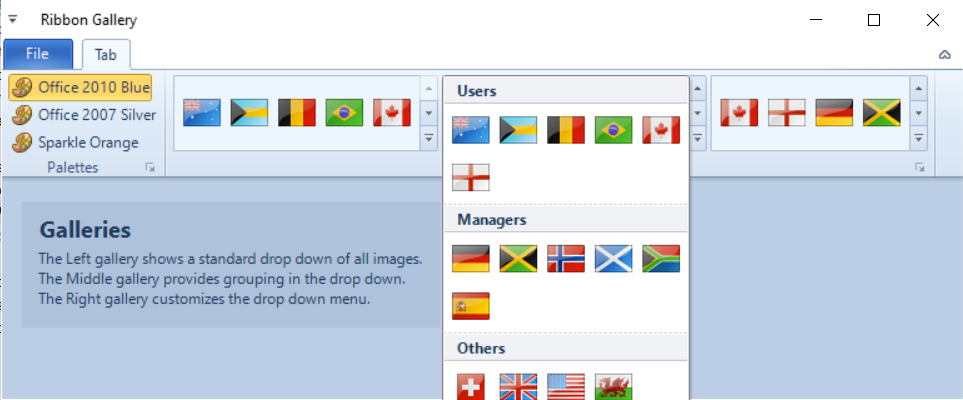 Ribbon Gallery
File
Tab
Office 2010 Blue
Office 2007 Silver
Sparkle Orange
Palettes
Users
Managers
Others
Galleries
The Left gallery shows a standard drop down of all images.
The Middle gallery provides grouping in the drop down.
The Right gallery customizes the drop down menu.